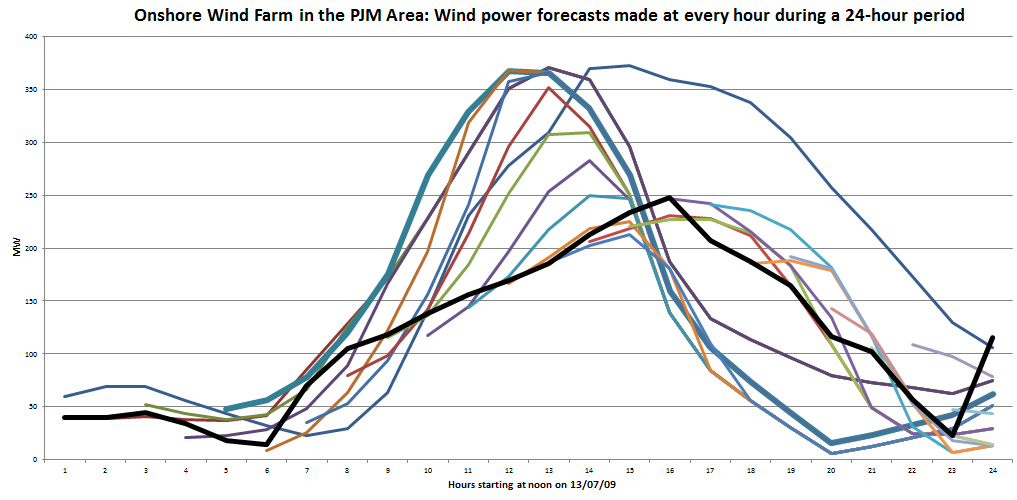 Onshore Wind Farm in the PJM Area: Wind power forecasts made at every hour during a 24-hour period
400
350
300
250
200
150
100
50
0
MW
1 2 3 4 5 6 7 8 9 10 11 12 13 14 15 16 17 18 19 20 21 22 23 24
Hours starting at noon on 13/07/09